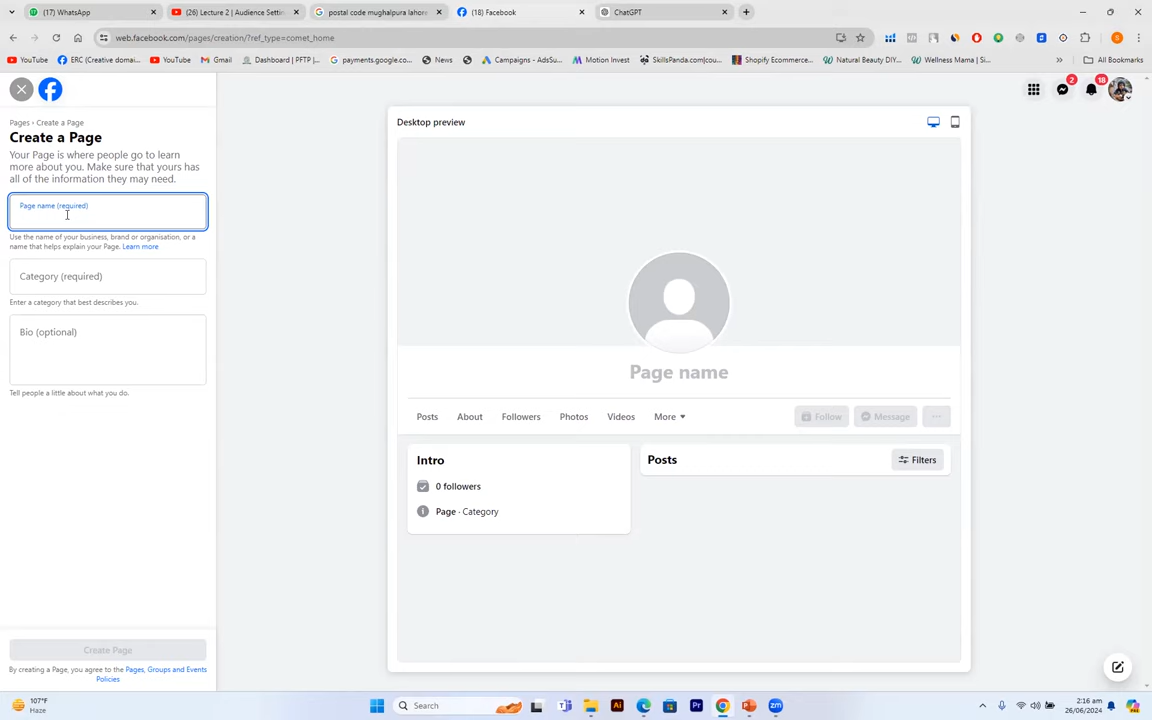 (17) WhatsApp
(26) Lecture 2 | Audience Settin
postal code mughalpura lahore
(18) Facebook
ChatGPT
web.facebook.com/pages/creation/?ref_type=comet_home
YouTube
ERC (Creative domai...
YouTube
Gmail
Dashboard | PFTP |...
payments.google.co...
News
Campaigns - AdsSu...
Motion Invest
SkillsPanda.com|cou...
Shopify Ecommerce...
Natural Beauty DIY...
Wellness Mama | Si...
All Bookmarks
2
18
Pages • Create a Page
Create a Page
Your Page is where people go to learn
more about you. Make sure that yours has
all of the information they may need.
Page name (required)
Use the name of your business, brand or organisation, or a
name that helps explain your Page. Learn more
Category (required)
Enter a category that best describes you.
Bio (optional)
Tell people a little about what you do.
Create Page
By creating a Page, you agree to the Pages, Groups and Events
Policies
Desktop preview
Page name
Posts
About
Followers
Photos
Videos
More
Follow
Message
Intro
0 followers
Page · Category
Posts
Filters
107°F
Haze
Search
2:16 am
26/06/2024